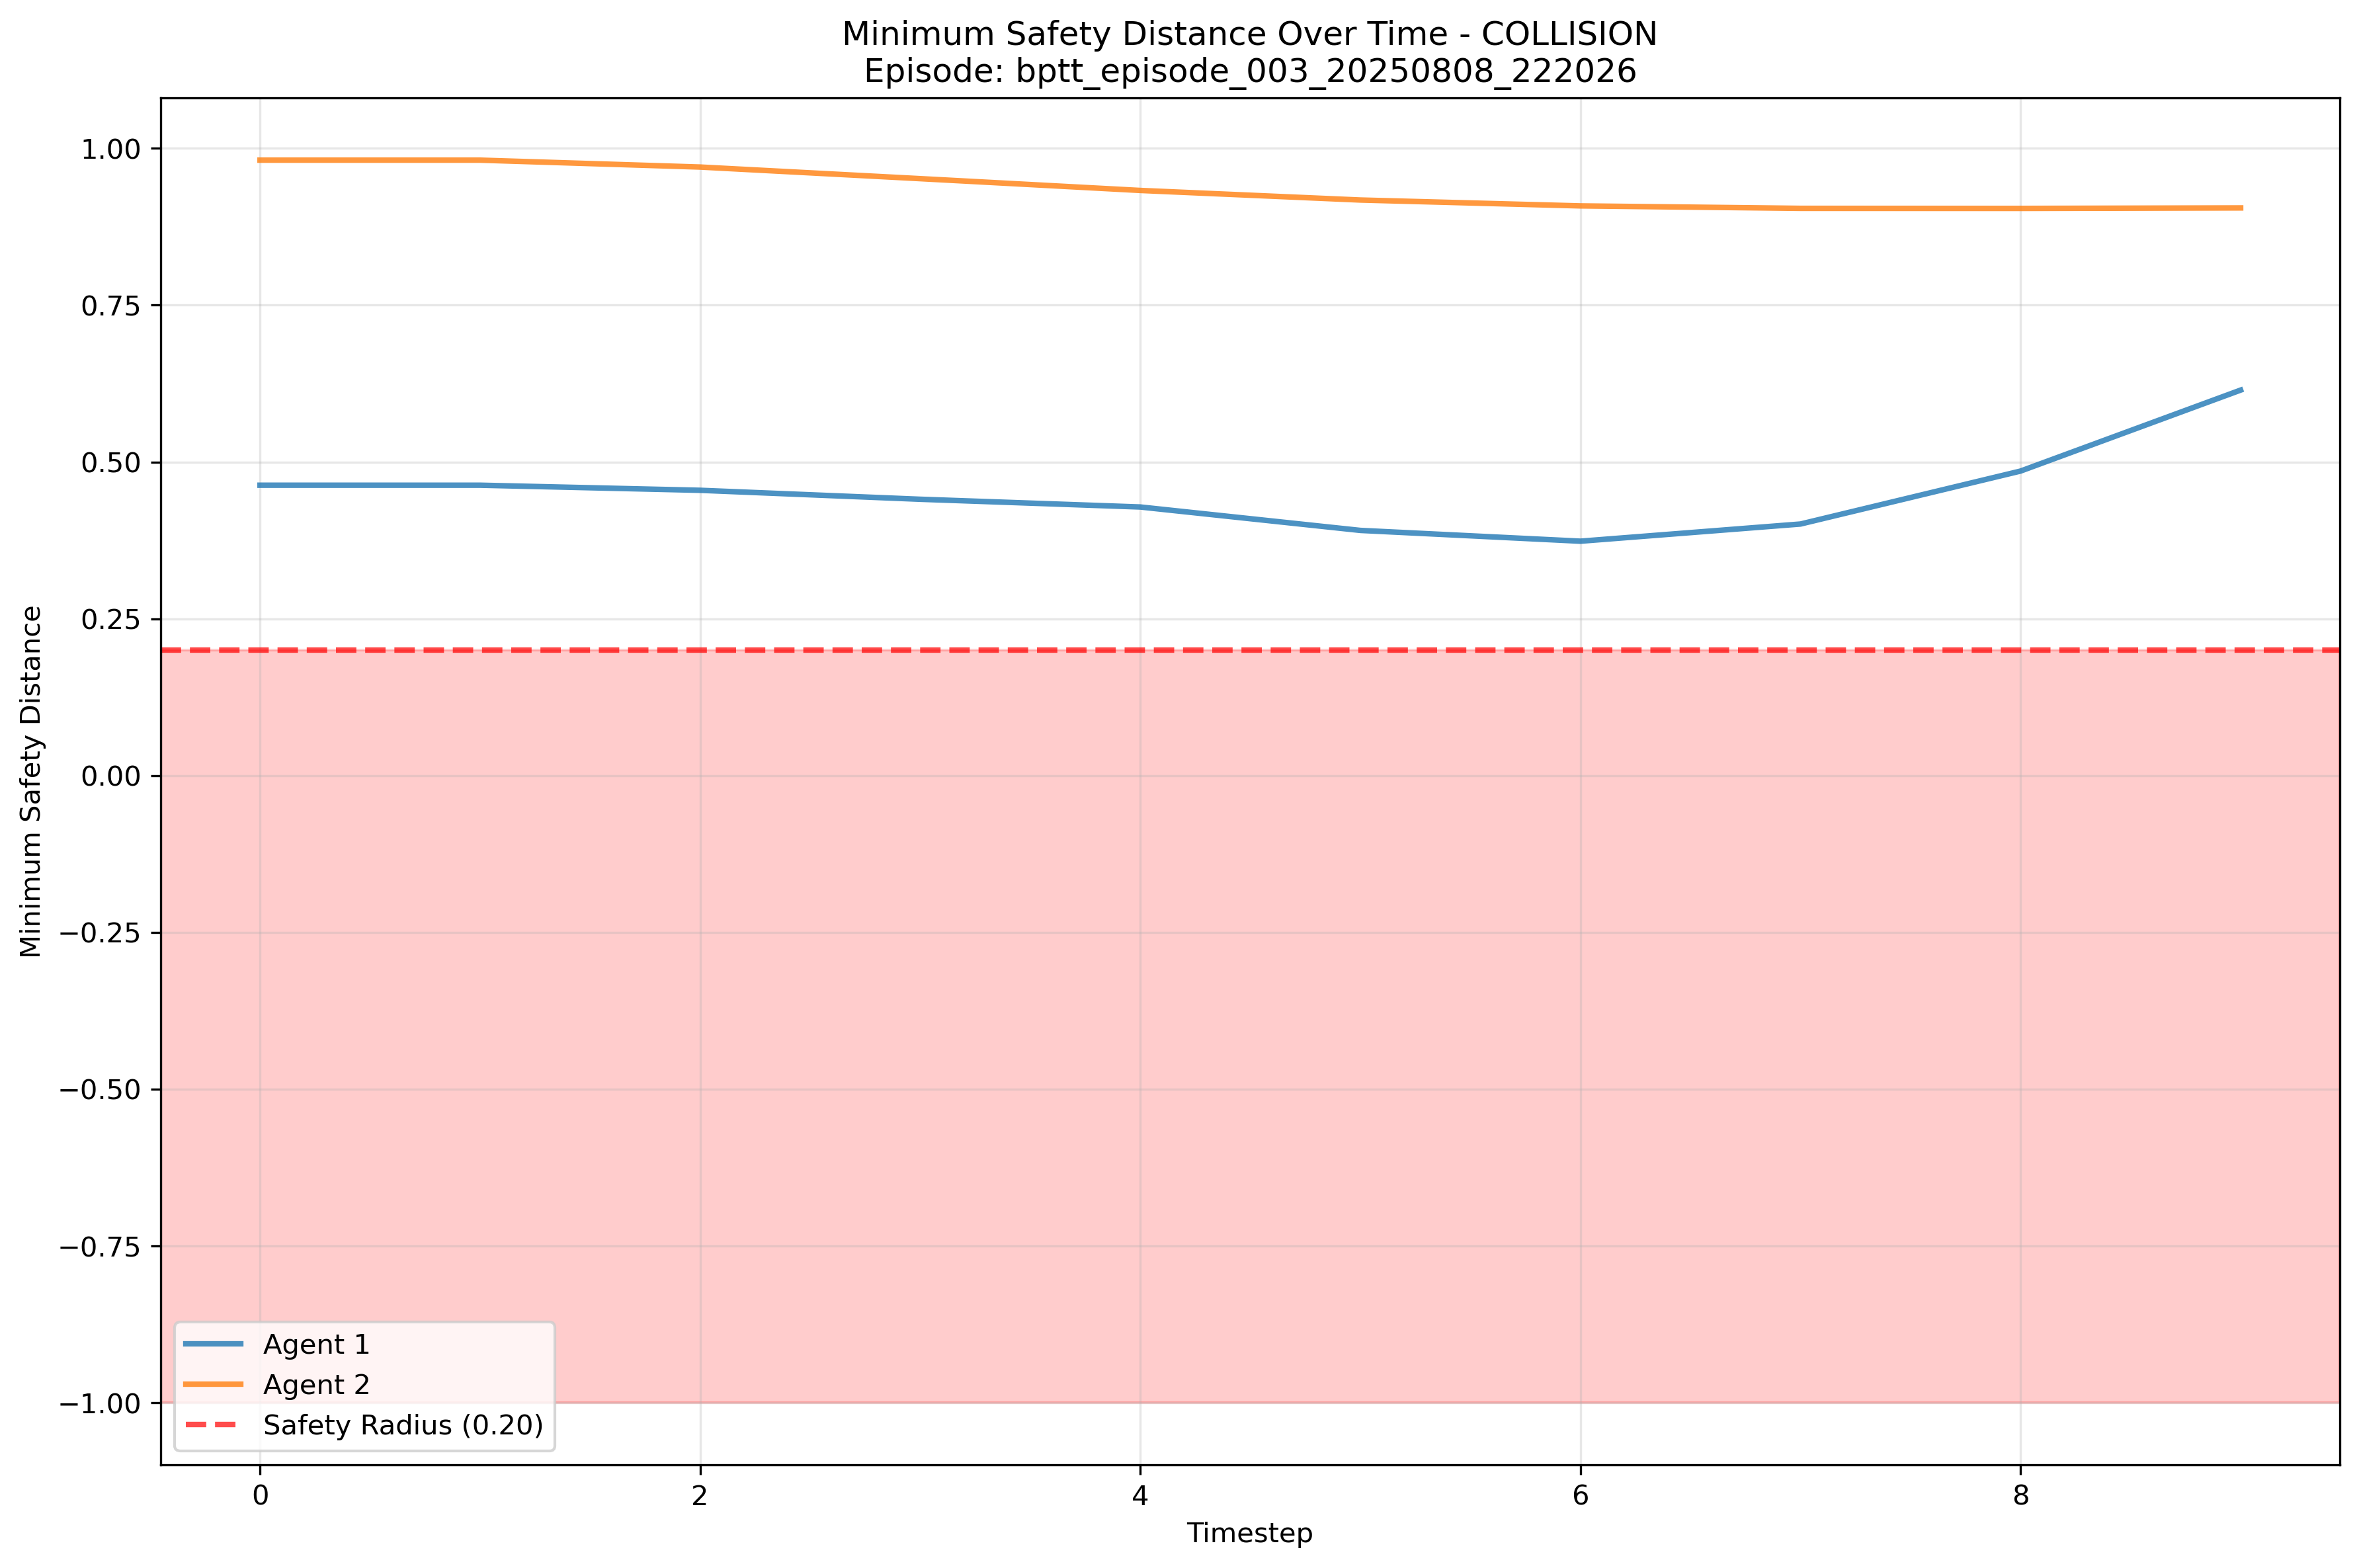 Minimum Safety Distance Over Time - COLLISION
Episode: bptt_episode_003_20250808_222026
Minimum Safety Distance
1.00
0.75
0.50
0.25
0.00
−0.25
−0.50
−0.75
−1.00
Agent 1
Agent 2
Safety Radius (0.20)
0
2
4
6
8
Timestep